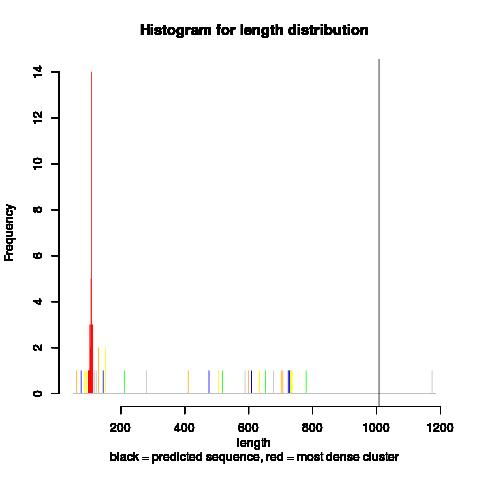 Histogram for length distribution
14
12
10
8
6
4
2
0
Frequency
200 400 600 800 1000 1200
length
black = predicted sequence, red = most dense cluster